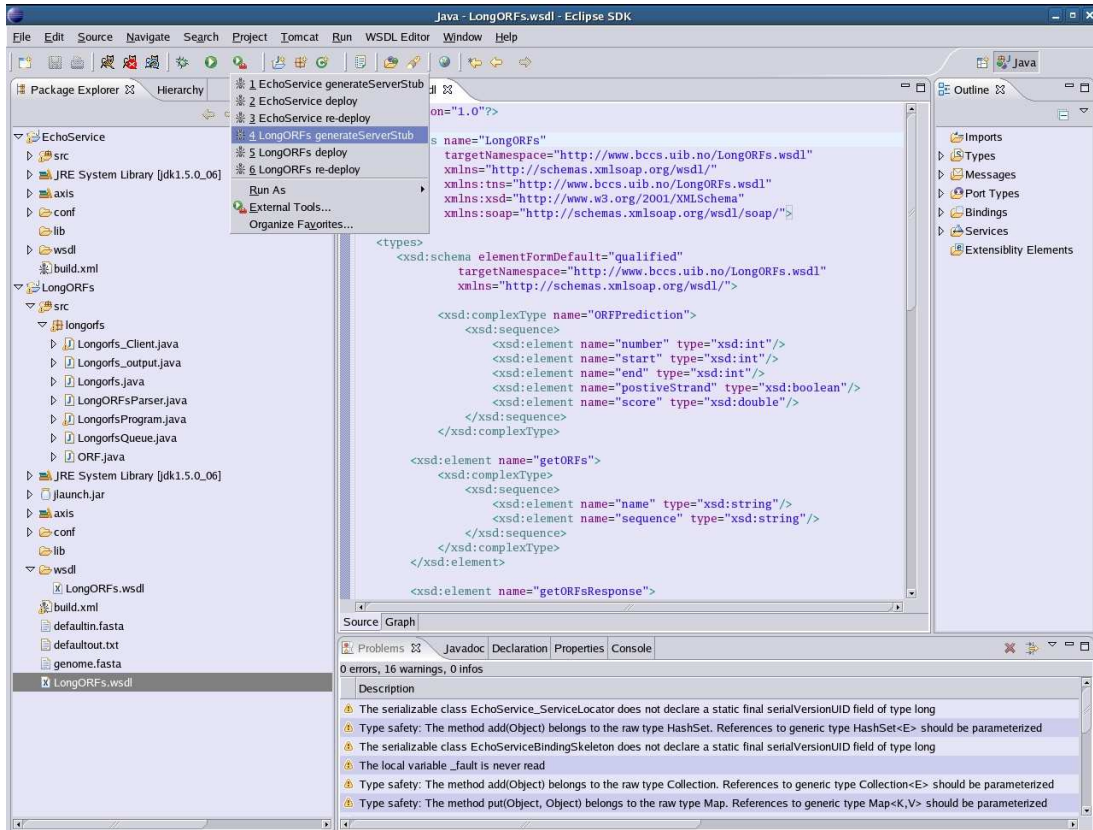 Java - LongORFs.wsdl - Eclipse SDK
File Edit Source Navigate Search Project Tomcat Run WSDL Editor Window Help
Java
Package Explorer Hierarchy
EchoService
src
JRE System Library [jdk1.5.0_06]
axis
conf
lib
wsdl
build.xml
LongORFs
src
longorfs
Longorfs_Client.java
Longorfs_output.java
Longorfs.java
LongORFsParser.java
LongorfsProgram.java
LongorfsQueue.java
ORF.java
JRE System Library [jdk1.5.0_06]
jlaunch.jar
axis
conf
lib
wsdl
LongORFs.wsdl
build.xml
defaultin.fasta
defaultout.txt
genome.fasta
LongORFs.wsdl
1 EchoService generateServerStub
2 EchoService deploy
3 EchoService re-deploy
4 LongORFs generateServerStub
5 LongORFs deploy
6 LongORFs re-deploy
Run As
External Tools...
Organize Favorites...
on="1.0"?>
s name="LongORFs"
targetNamespace="http://www.bccs.uib.no/LongORFs.wsdl"
xmlns="http://schemas.xmlsoap.org/wsdl/"
xmlns:tns="http://www.bccs.uib.no/LongORFs.wsdl"
xmlns:xsd="http://www.w3.org/2001/XMLSchema"
xmlns:soap="http://schemas.xmlsoap.org/wsdl/soap/">
<types>
<xsd:schema elementFormDefault="qualified"
targetNamespace="http://www.bccs.uib.no/LongORFs.wsdl"
xmlns="http://schemas.xmlsoap.org/wsdl/">
<xsd:complexType name="ORFPrediction">
<xsd:sequence>
<xsd:element name="number" type="xsd:int"/>
<xsd:element name="start" type="xsd:int"/>
<xsd:element name="end" type="xsd:int"/>
<xsd:element name="postiveStrand" type="xsd:boolean"/>
<xsd:element name="score" type="xsd:double"/>
</xsd:sequence>
</xsd:complexType>
<xsd:element name="getORFs">
<xsd:complexType>
<xsd:sequence>
<xsd:element name="name" type="xsd:string"/>
<xsd:element name="sequence" type="xsd:string"/>
</xsd:sequence>
</xsd:complexType>
</xsd:element>
<xsd:element name="getORFsResponse">
Source Graph
Outline
Imports
Types
Messages
Port Types
Bindings
Services
Extensiblity Elements
Problems Javadoc Declaration Properties Console
0 errors, 16 warnings, 0 infos
Description
The serializable class EchoService_ServiceLocator does not declare a static final serialVersionUID field of type long
Type safety: The method add(Object) belongs to the raw type HashSet. References to generic type HashSet<E> should be parameterized
The serializable class EchoServiceBindingSkeleton does not declare a static final serialVersionUID field of type long
The local variable _fault is never read
Type safety: The method add(Object) belongs to the raw type Collection. References to generic type Collection<E> should be parameterized
Type safety: The method put(Object, Object) belongs to the raw type Map. References to generic type Map<K,V> should be parameterized